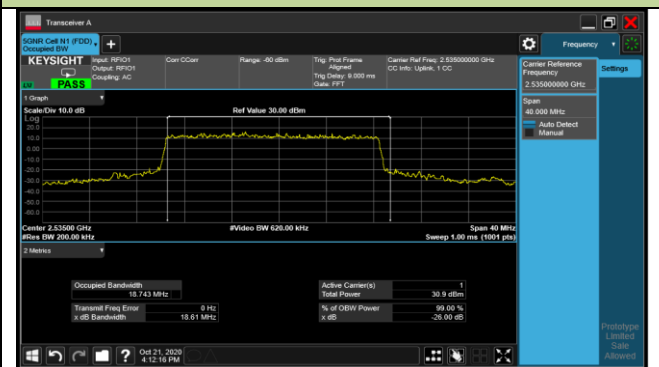 Transceiver A
5GNR Cell N1 (FDD)
Occupied BW
Frequency
KEYSIGHT
Input: RFIO1
Output: RFIO1
Coupling: AC
Corr CCorr
Range: -60 dBm
Trig: Prot Frame
Aligned
Trig Delay: 8.000 ms
Gate: FFT
Carrier Ref Freq: 2.535000000 GHz
CC Info: Uplink, 1 CC
PASS
Carrier Reference
Frequency
2.535000000 GHz
Settings
Span
40.000 MHz
Auto Detect
Manual
1 Graph
Scale/Div 10.0 dB
Ref Value 30.00 dBm
Log
20.0
10.0
0.00
-10.0
-20.0
-30.0
-40.0
-50.0
-60.0
Center 2.53500 GHz
#Video BW 620.00 kHz
Span 40 MHz
#Res BW 200.00 kHz
Sweep 1.00 ms (1001 pts)
2 Metrics
Occupied Bandwidth
18.743 MHz
Active Carrier(s)
1
Total Power
30.9 dBm
Transmit Freq Error
0 Hz
% of OBW Power
99.00 %
x dB Bandwidth
18.61 MHz
x dB
-26.00 dB
Prototype
Limited
Sale
Allowed
?
Oct 21, 2020
4:12:16 PM